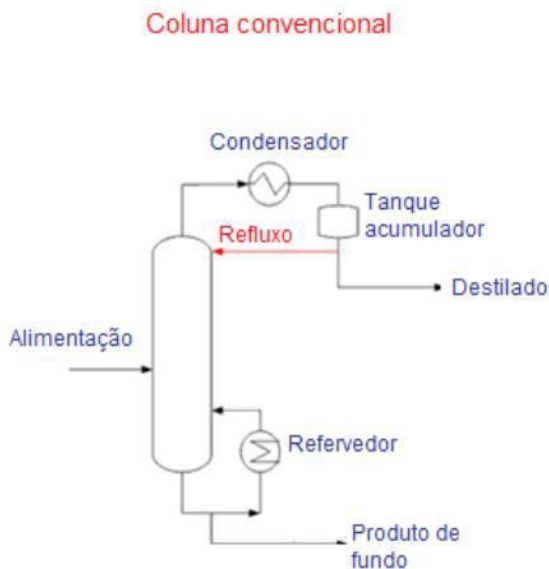 Coluna convencional
Condensador
Tanque
acumulador
Refluxo
Destilado
Alimentação
Refervedor
Produto de
fundo